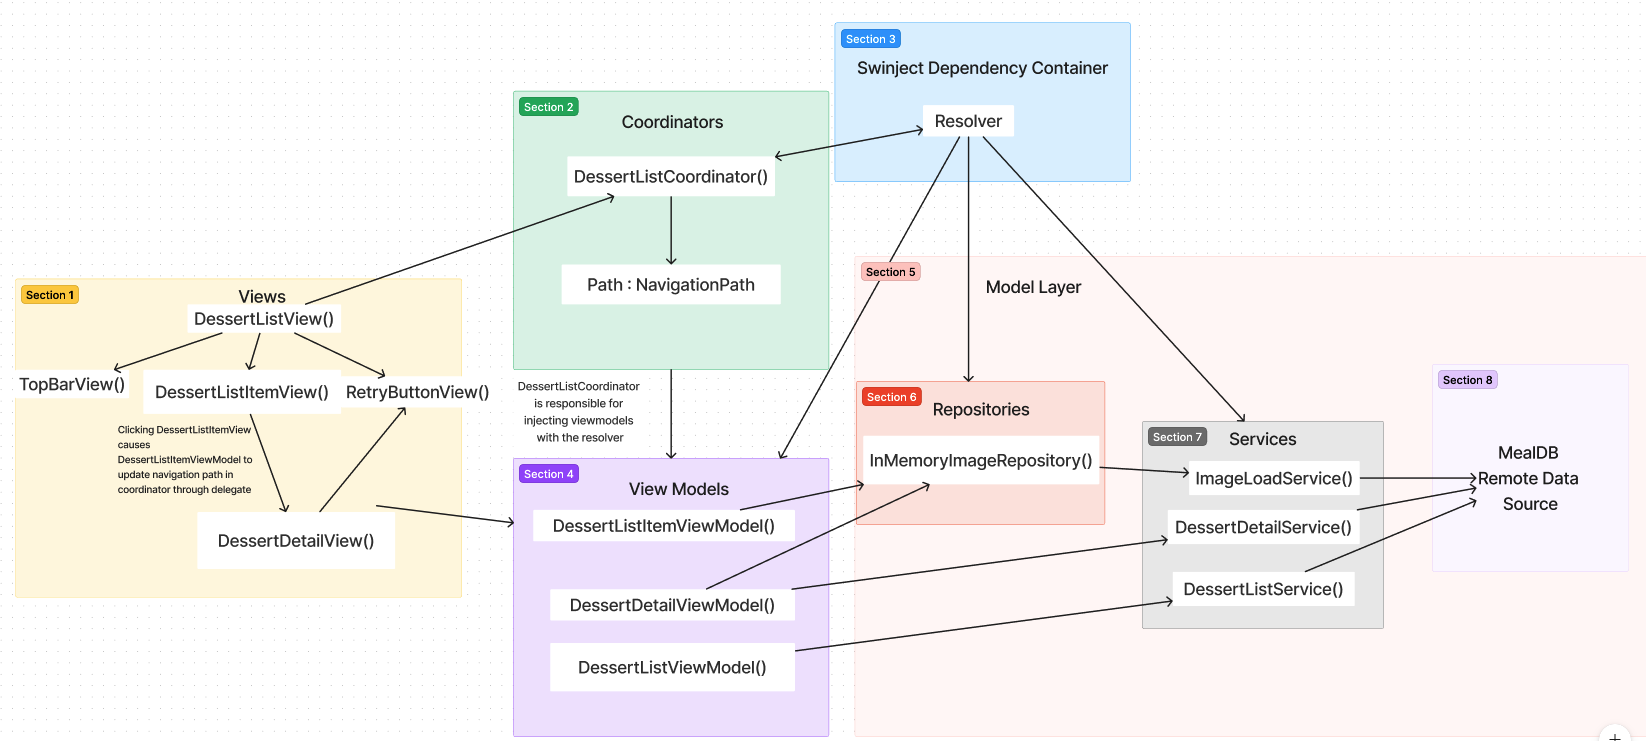 Section 3
Swinject Dependency Container
Resolver
Section 2
Coordinators
DessertListCoordinator()
Path : NavigationPath
Section 1
Views
DessertListView()
TopBarView()
DessertListItemView()
RetryButtonView()
Clicking DessertListItemView
causes
DessertListItemViewModel to
update navigation path in
coordinator through delegate
DessertDetailView()
DessertListCoordinator
is responsible for
injecting viewmodels
with the resolver
Section 4
View Models
DessertListItemViewModel()
DessertDetailViewModel()
DessertListViewModel()
Section 5
Model Layer
Section 6
Repositories
InMemoryImageRepository()
Section 7
Services
ImageLoadService()
DessertDetailService()
DessertListService()
Section 8
MealDB
Remote Data
Source